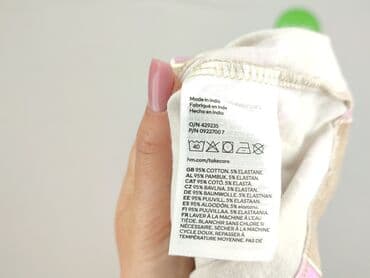 Made in India
Fabriqué en Inde
Hecho en India
O/N 429235
P/N 09227007
hm.com/takecare
GB 95% COTTON, 5% ELASTANE
AL 95% PAMBUK, 5% ELASTAN
CAT 95% COTÓ, 5% ELASTÀ
CZ 95% BAVLNA, 5% ELASTAN
DE 95% BAUMWOLLE, 5% ELASTHAN
EE 95% PUUVILL, 5% ELASTAAN
ES 95% ALGODÓN, 5% elastano
FI 95% PUUVILLAA, 5% ELASTAANIA
FR LAVER À LA MACHINE À L'EAU
TIÈDE. BLANCHIR SANS CHLORE SI
NÉCESSAIRE. SÉCHER À LA MACHINE
CYCLE DOUX. REPASSER À
TEMPÉRATURE MOYENNE. PAS DE